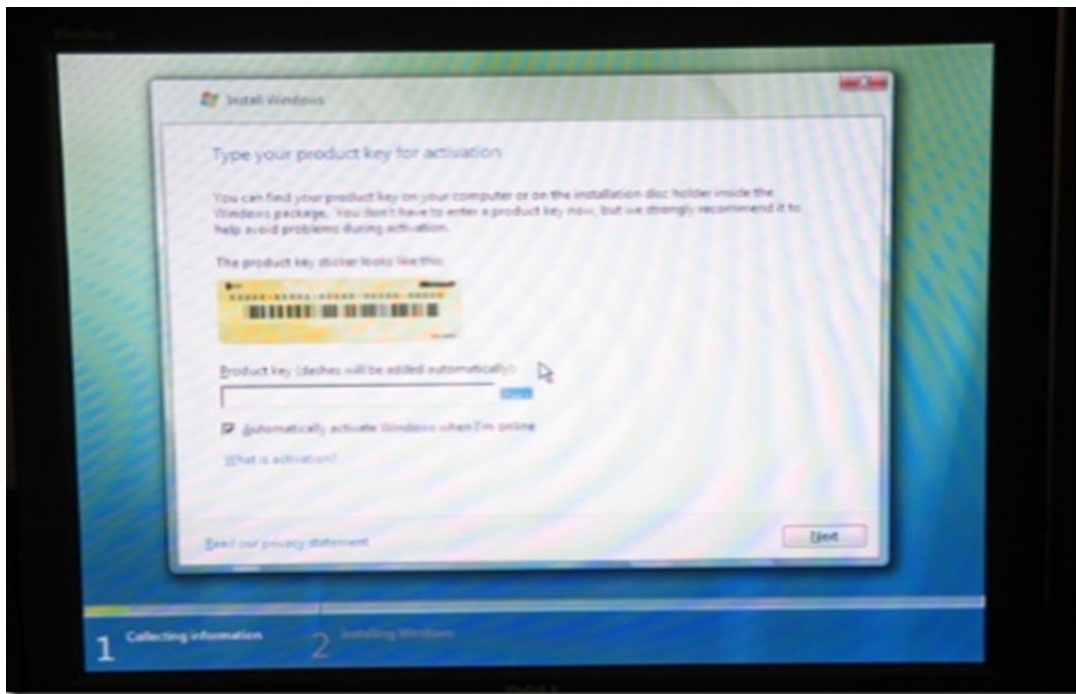 Install Windows
Type your product key for activation
You can find your product key on your computer or on the installation disc holder inside the
Windows package. You don't have to enter a product key now, but we strongly recommend it to
help avoid problems during activation.
The product key sticker looks like this:
Product key (dashes will be added automatically):
Automatically activate Windows when I'm online
What is activation?
Read our privacy statement
Next
1 Collecting information
2 Installing Windows